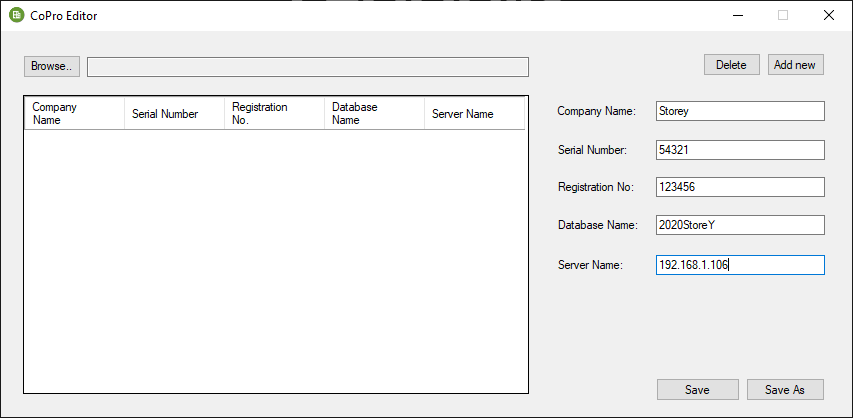 CoPro Editor
Browse..
Delete
Add new
Company Name
Serial Number
Registration No.
Database Name
Server Name
Company Name: Storey
Serial Number: 54321
Registration No: 123456
Database Name: 2020StoreY
Server Name: 192.168.1.106
Save
Save As